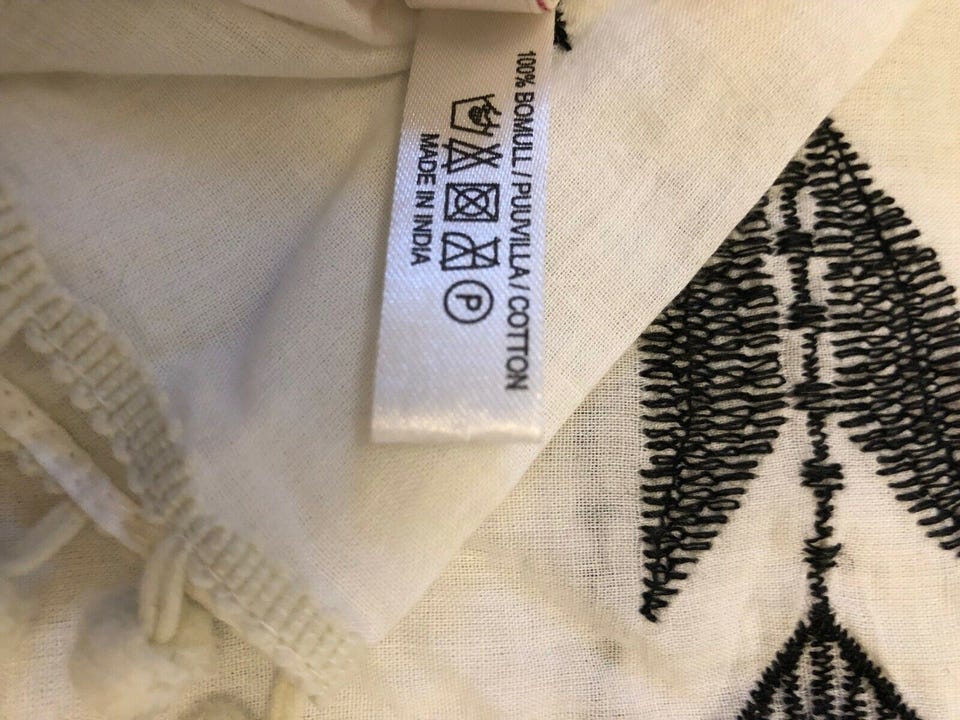 100% BOMULL / PUUVILLA / COTTON
P
MADE IN INDIA